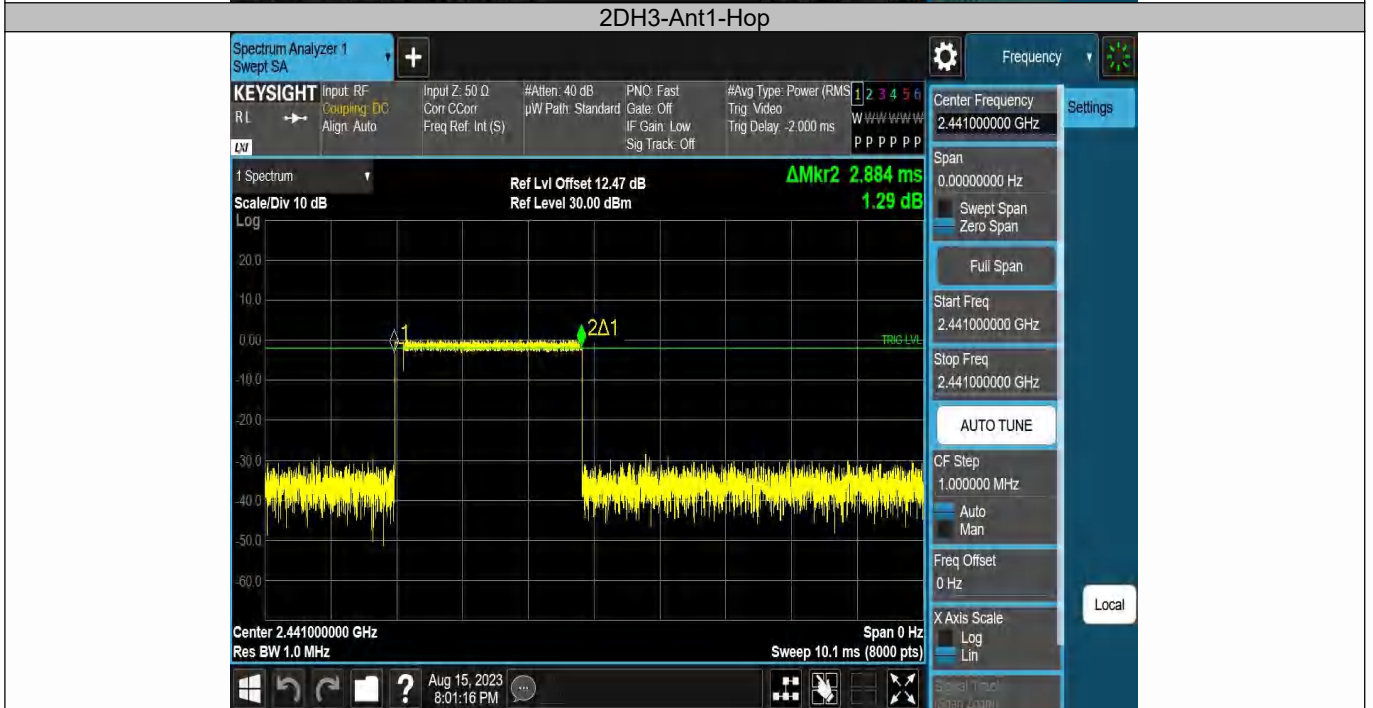 2DH3-Ant1-Hop
Spectrum Analyzer 1
Swept SA
+
Frequency
KEYSIGHT
RL
LXI
Input: RF
Coupling: DC
Align: Auto
Input Z: 50 Ω
Corr CCorr
Freq Ref: Int (S)
#Atten: 40 dB
µW Path: Standard
PNO: Fast
Gate: Off
IF Gain: Low
Sig Track: Off
#Avg Type: Power (RMS
Trig: Video
Trig Delay: -2.000 ms
1 2 3 4 5 6
W W W W W W
P P P P P P
Center Frequency
2.441000000 GHz
Settings
Span
0.00000000 Hz
Swept Span
Zero Span
Full Span
Start Freq
2.441000000 GHz
Stop Freq
2.441000000 GHz
AUTO TUNE
CF Step
1.000000 MHz
Auto
Man
Freq Offset
0 Hz
X Axis Scale
Log
Lin
Local
1 Spectrum
Scale/Div 10 dB
Ref Lvl Offset 12.47 dB
Ref Level 30.00 dBm
ΔMkr2 2.884 ms
1.29 dB
Log
20.0
10.0
0.00
-10.0
-20.0
-30.0
-40.0
-50.0
-60.0
1
2Δ1
TRIG LVL
Center 2.441000000 GHz
Res BW 1.0 MHz
Span 0 Hz
Sweep 10.1 ms (8000 pts)
?
Aug 15, 2023
8:01:16 PM